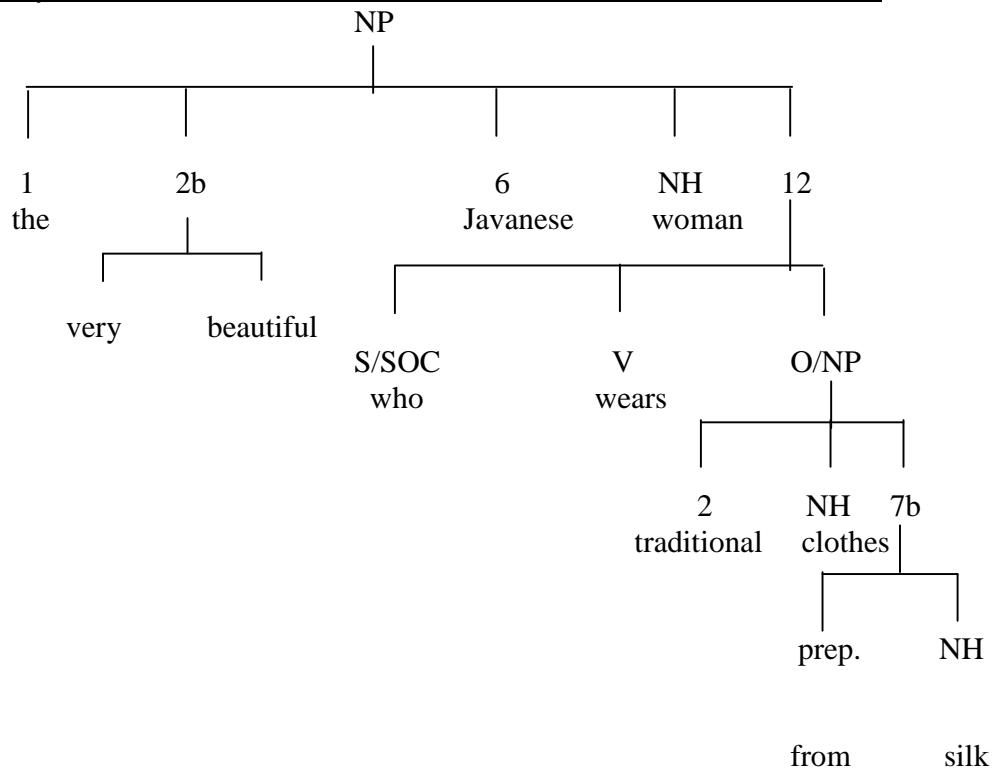 NP
1 2b 6 NH 12
the Javanese woman
very beautiful
S/SOC V O/NP
who wears
2 NH 7b
traditional clothes
prep. NH
from silk